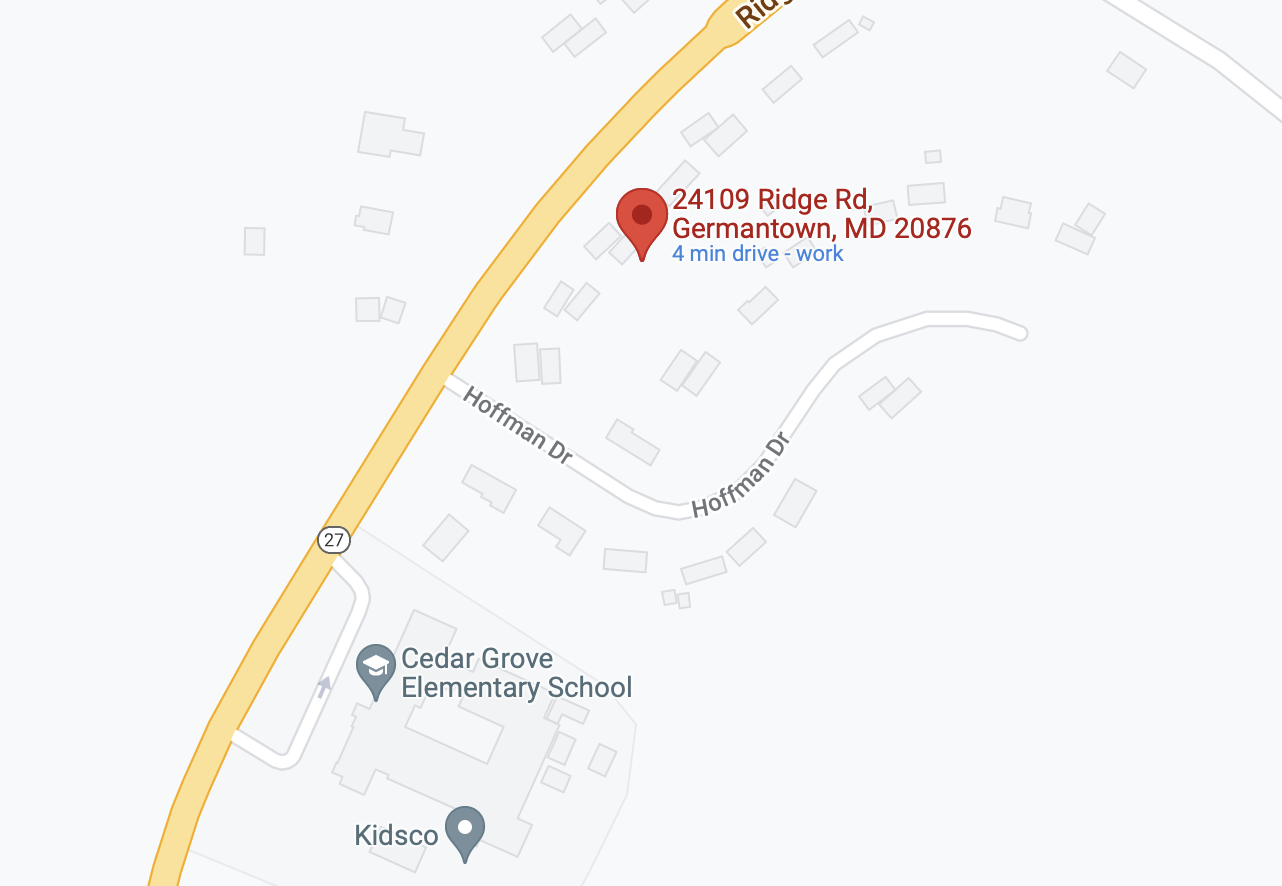 24109 Ridge Rd,
Germantown, MD 20876
4 min drive - work
Hoffman Dr
Hoffman Dr
27
Cedar Grove
Elementary School
Kidsco